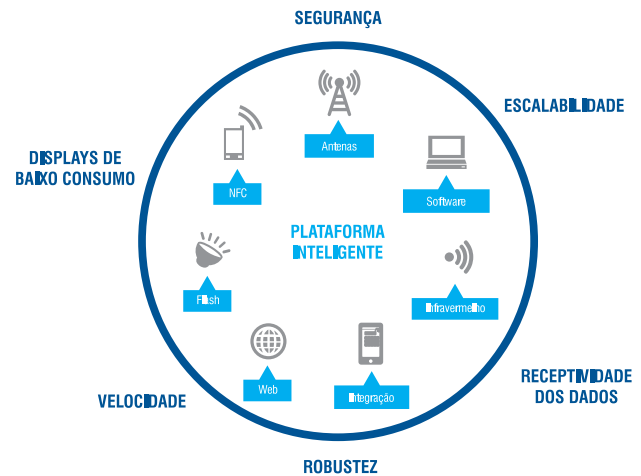 SEGURANÇA
ESCALABILIDADE
Antenas
DISPLAYS DE
BAIXO CONSUMO
NFC
Software
PLATAFORMA
INTELIGENTE
Flash
Infravermelho
Web
Integração
VELOCIDADE
RECEPTIVIDADE
DOS DADOS
ROBUSTEZ